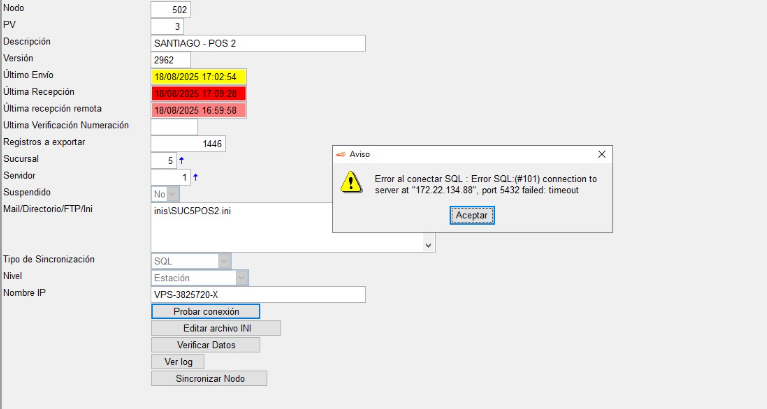 Nodo 502
PV 3
Descripción SANTIAGO - POS 2
Versión 2962
Último Envío 18/08/2025 17:02:54
Última Recepción 18/08/2025 17:09:28
Última recepción remota 18/08/2025 16:59:58
Ultima Verificación Numeración
Registros a exportar 1446
Sucursal 5
Servidor 1
Suspendido No
Mail/Directorio/FTP/Ini inis\SUC5POS2.ini
Tipo de Sincronización SQL
Nivel Estación
Nombre IP VPS-3825720-X
Probar conexión
Editar archivo INI
Verificar Datos
Ver log
Sincronizar Nodo
Aviso
Error al conectar SQL : Error SQL:(#101) connection to
server at "172.22.134.88", port 5432 failed: timeout
Aceptar